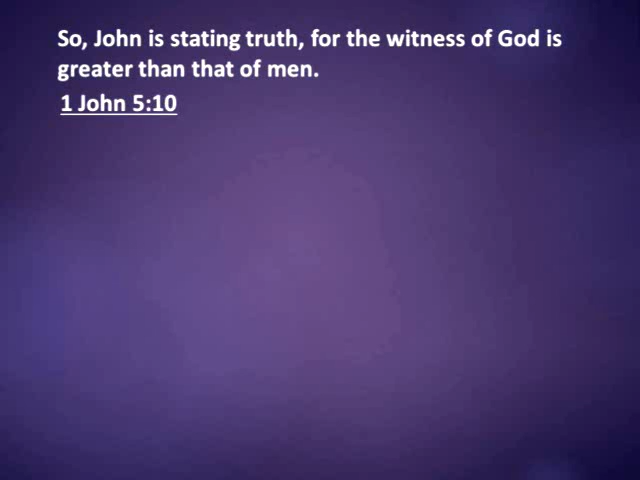 So, John is stating truth, for the witness of God is
greater than that of men.
1 John 5:10